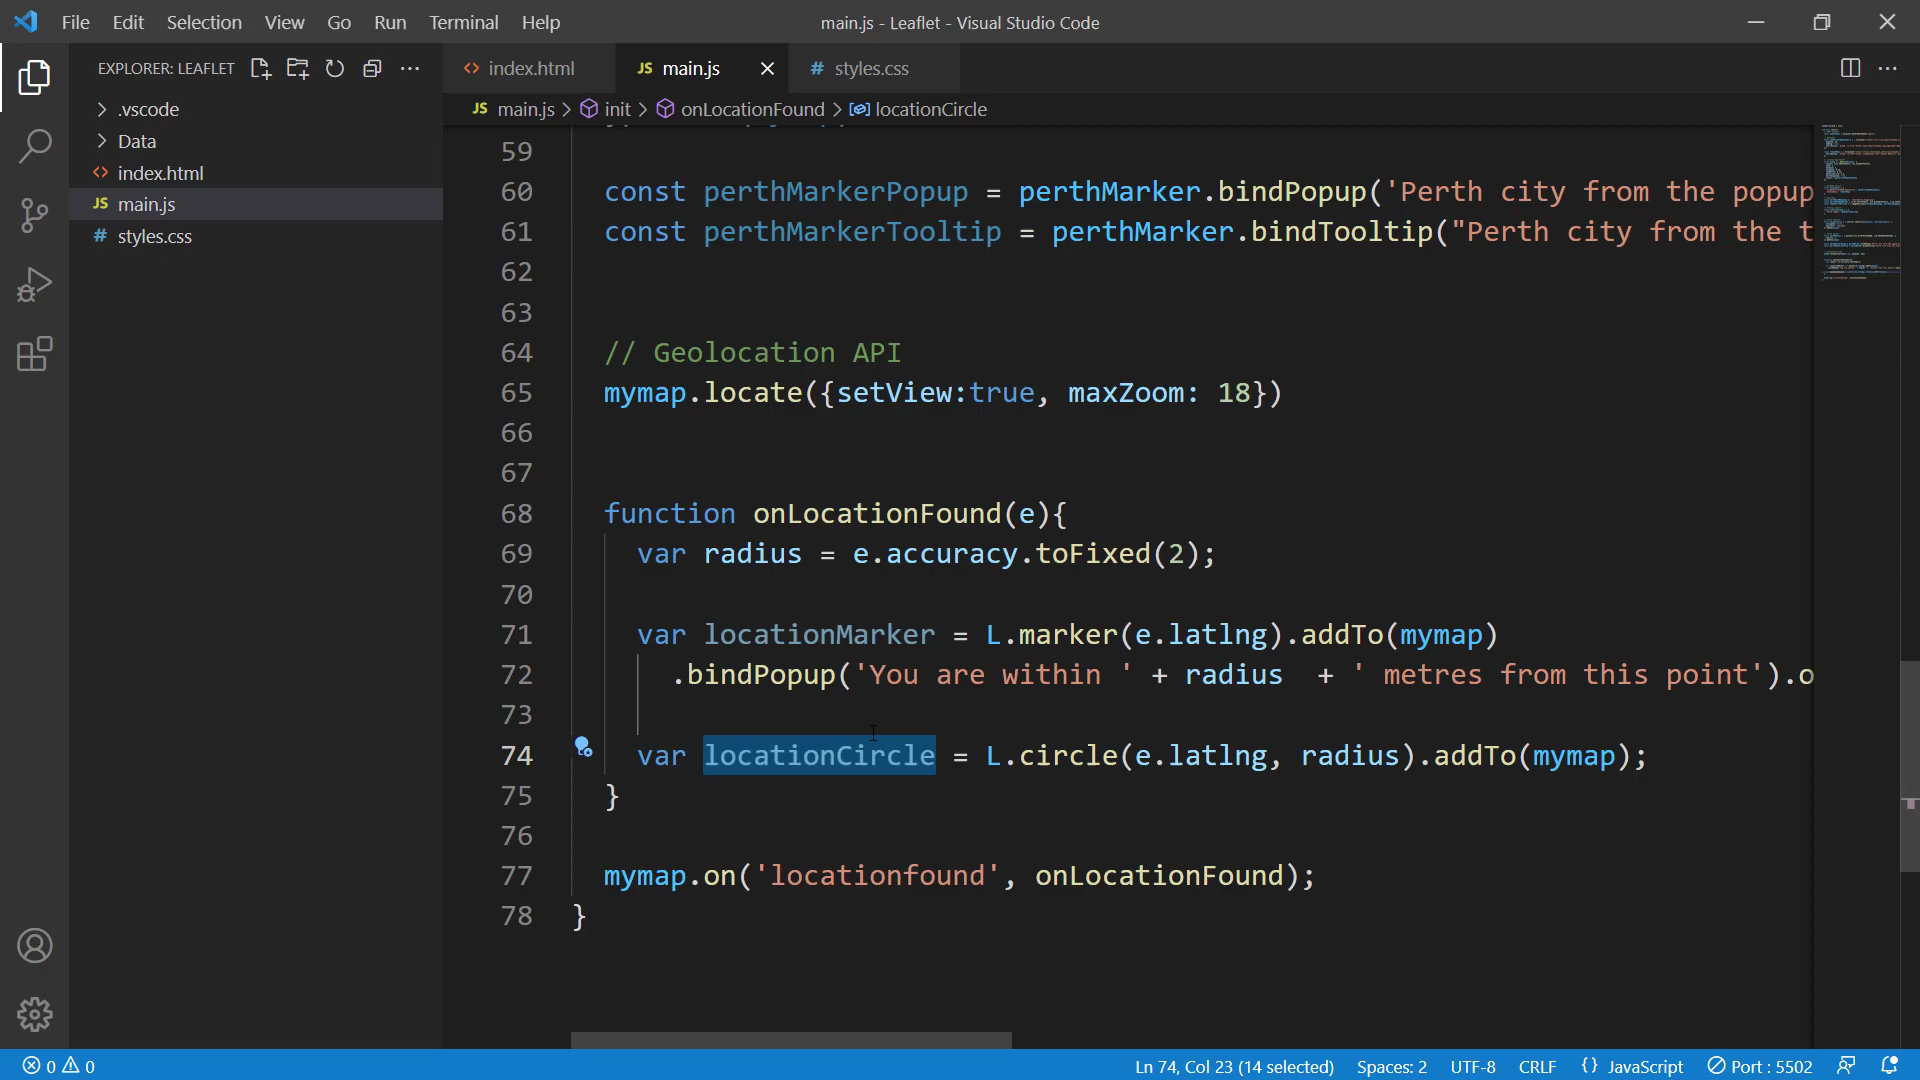 File Edit Selection View Go Run Terminal Help
main.js - Leaflet - Visual Studio Code
EXPLORER: LEAFLET
.vscode
Data
index.html
JS main.js
# styles.css
index.html JS main.js # styles.css
JS main.js > init > onLocationFound > locationCircle
59
60 const perthMarkerPopup = perthMarker.bindPopup('Perth city from the popup
61 const perthMarkerTooltip = perthMarker.bindTooltip("Perth city from the t
62
63
64 // Geolocation API
65 mymap.locate({setView:true, maxZoom: 18})
66
67
68 function onLocationFound(e){
69 var radius = e.accuracy.toFixed(2);
70
71 var locationMarker = L.marker(e.latlng).addTo(mymap)
72 .bindPopup('You are within ' + radius  + ' metres from this point').o
73
74 var locationCircle = L.circle(e.latlng, radius).addTo(mymap);
75 }
76
77 mymap.on('locationfound', onLocationFound);
78 }
0 0 Ln 74, Col 23 (14 selected) Spaces: 2 UTF-8 CRLF {} JavaScript Port : 5502